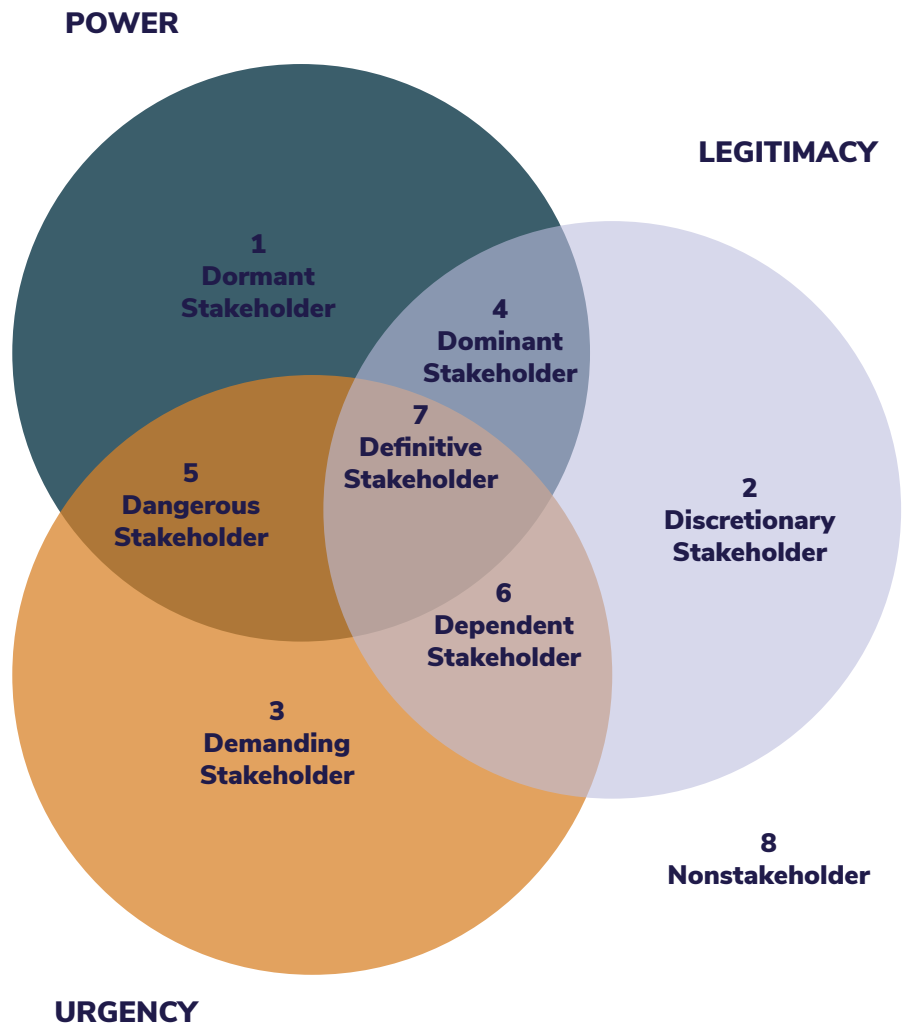 POWER
LEGITIMACY
1
Dormant
Stakeholder
4
Dominant
Stakeholder
7
Definitive
Stakeholder
5
Dangerous
Stakeholder
2
Discretionary
Stakeholder
6
Dependent
Stakeholder
3
Demanding
Stakeholder
8
Nonstakeholder
URGENCY